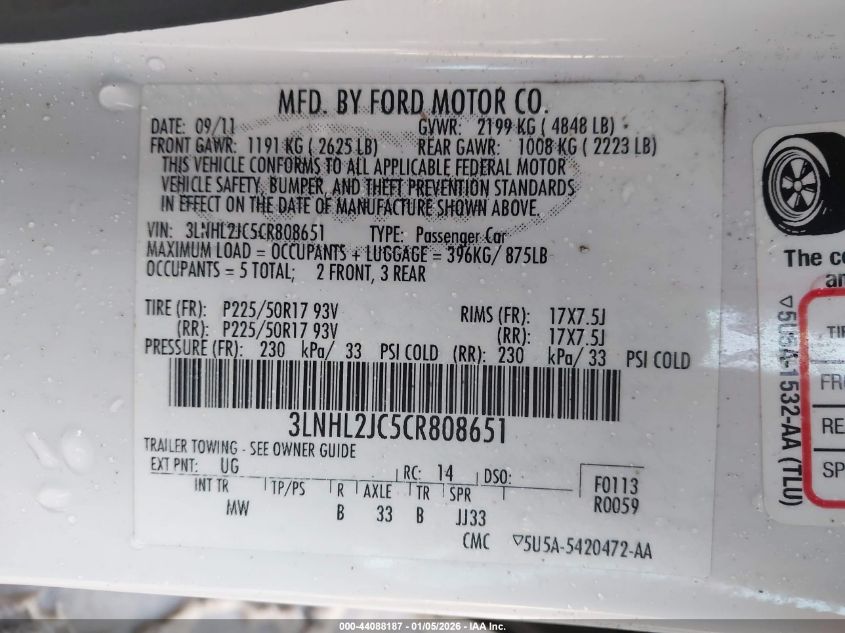 MFD. BY FORD MOTOR CO.
DATE: 09/11 GVWR: 2199 KG ( 4848 LB)
FRONT GAWR: 1191 KG ( 2625 LB) REAR GAWR: 1008 KG ( 2223 LB)
THIS VEHICLE CONFORMS TO ALL APPLICABLE FEDERAL MOTOR
VEHICLE SAFETY, BUMPER, AND THEFT PREVENTION STANDARDS
IN EFFECT ON THE DATE OF MANUFACTURE SHOWN ABOVE.
VIN: 3LNHL2JC5CR808651 TYPE: Passenger Car
MAXIMUM LOAD = OCCUPANTS + LUGGAGE = 396KG/ 875LB
OCCUPANTS = 5 TOTAL; 2 FRONT, 3 REAR
TIRE (FR): P225/50R17 93V RIMS (FR): 17X7.5J
(RR): P225/50R17 93V (RR): 17X7.5J
PRESSURE (FR): 230 kPa/ 33 PSI COLD (RR): 230 kPa/ 33 PSI COLD
3LNHL2JC5CR808651
TRAILER TOWING - SEE OWNER GUIDE
EXT PNT: UG RC: 14 DSO:
INT TR TP/PS R AXLE TR SPR
MW B 33 B JJ33
F0113
R0059
CMC ▽5U5A-5420472-AA
The co
an
TI
FR
RE
SP
▽5U5A-1532-AA (TLU)
000-44088187 - 01/05/2026 - IAA Inc.